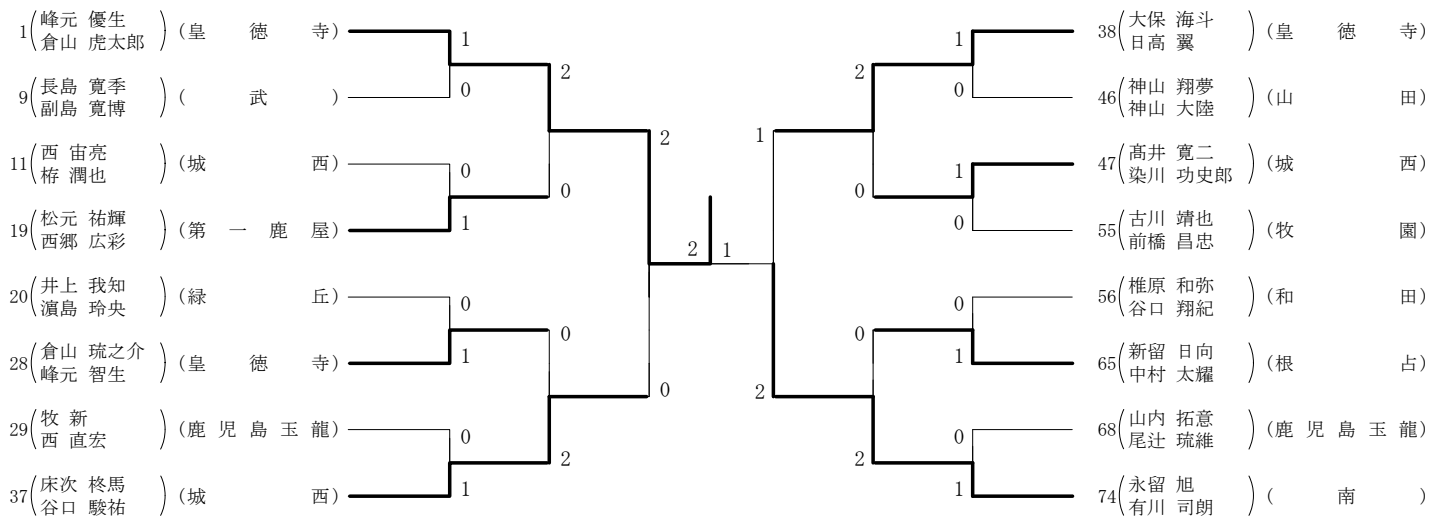 1 峰元 優生 (皇徳寺)
倉山 虎太郎
9 長島 寛季 (武)
副島 寛博
11 西 宙亮 (城西)
栫 潤也
19 松元 祐輝 (第一鹿屋)
西郷 広彩
20 井上 我知 (緑丘)
濵島 玲央
28 倉山 琉之介 (皇徳寺)
峰元 智生
29 牧 新 (鹿児島玉龍)
西 直宏
37 床次 柊馬 (城西)
谷口 駿祐
1
0
0
1
0
1
0
1
2
0
0
2
2
0
2 1
1
2
2
0
0
2
1
0
1
0
0
1
0
1
38 大保 海斗 (皇徳寺)
日高 翼
46 神山 翔夢 (山田)
神山 大陸
47 髙井 寛二 (城西)
染川 功史郎
55 古川 靖也 (牧園)
前橋 昌忠
56 椎原 和弥 (和田)
谷口 翔紀
65 新留 日向 (根占)
中村 太耀
68 山内 拓意 (鹿児島玉龍)
尾辻 琉維
74 永留 旭 (南)
有川 司朗